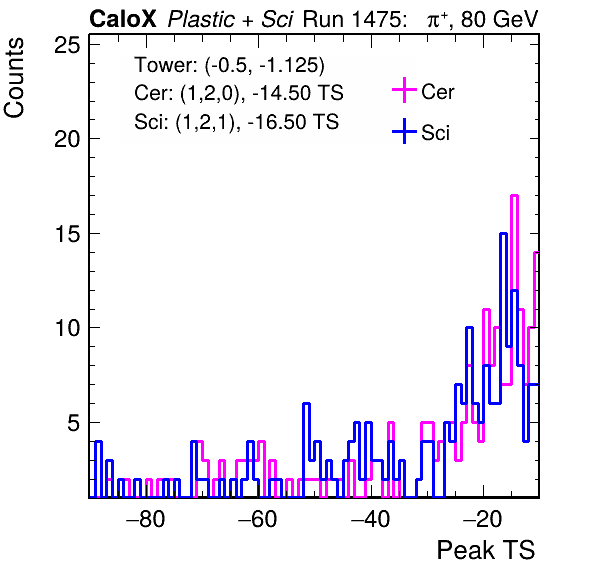 CaloX Plastic + Sci Run 1475: π⁺, 80 GeV
Counts
25
20
15
10
5
Tower: (-0.5, -1.125)
Cer: (1,2,0), -14.50 TS
Sci: (1,2,1), -16.50 TS
Cer
Sci
−80 −60 −40 −20
Peak TS